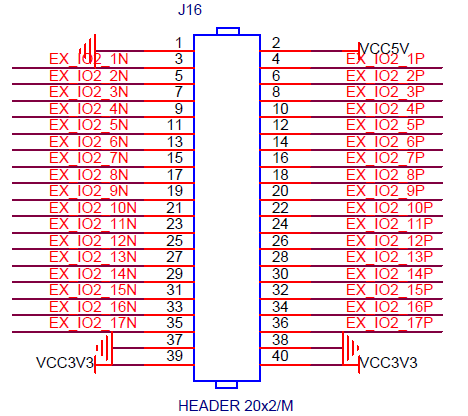 J16
1 2 VCC5V
EX_IO2_1N 3 4 EX_IO2_1P
EX_IO2_2N 5 6 EX_IO2_2P
EX_IO2_3N 7 8 EX_IO2_3P
EX_IO2_4N 9 10 EX_IO2_4P
EX_IO2_5N 11 12 EX_IO2_5P
EX_IO2_6N 13 14 EX_IO2_6P
EX_IO2_7N 15 16 EX_IO2_7P
EX_IO2_8N 17 18 EX_IO2_8P
EX_IO2_9N 19 20 EX_IO2_9P
EX_IO2_10N 21 22 EX_IO2_10P
EX_IO2_11N 23 24 EX_IO2_11P
EX_IO2_12N 25 26 EX_IO2_12P
EX_IO2_13N 27 28 EX_IO2_13P
EX_IO2_14N 29 30 EX_IO2_14P
EX_IO2_15N 31 32 EX_IO2_15P
EX_IO2_16N 33 34 EX_IO2_16P
EX_IO2_17N 35 36 EX_IO2_17P
37 38
VCC3V3 39 40 VCC3V3
HEADER 20x2/M